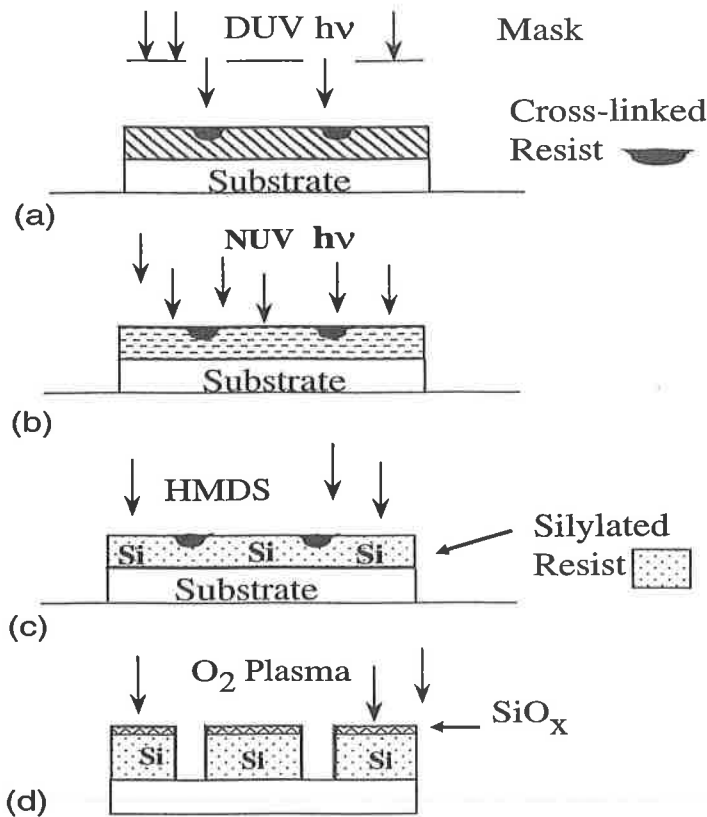 DUV hν
Mask
Cross-linked
Resist
Substrate
(a)
NUV hν
Substrate
(b)
HMDS
Si Si Si
Silylated
Resist
Substrate
(c)
O₂ Plasma
SiOₓ
Si Si Si
(d)